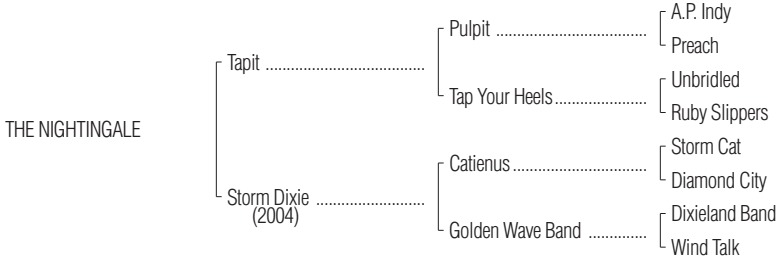 A.P. Indy
Pulpit ....................................
Preach
Tapit ......................................
Unbridled
Tap Your Heels......................
Ruby Slippers
THE NIGHTINGALE
Storm Cat
Catienus ................................
Diamond City
Storm Dixie ..........................
(2004)
Dixieland Band
Golden Wave Band ..............
Wind Talk